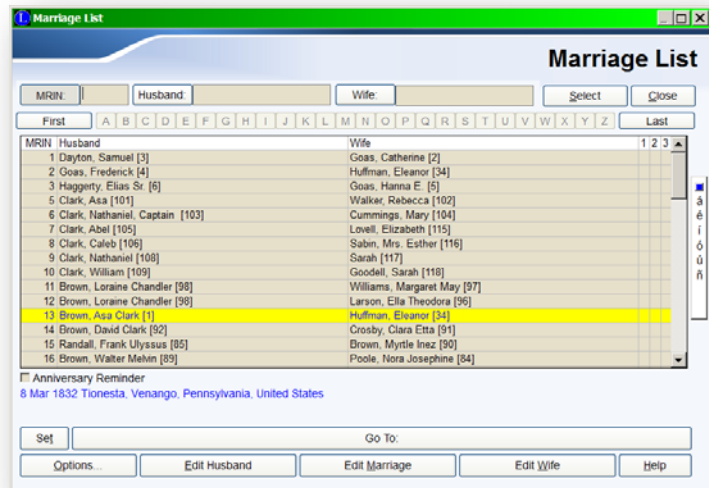 L Marriage List
Marriage List
MRIN: Husband: Wife: Select Close
First A B C D E F G H I J K L M N O P Q R S T U V W X Y Z Last
MRIN Husband Wife 1 2 3
1 Dayton, Samuel [3] Goas, Catherine [2]
2 Goas, Frederick [4] Huffman, Eleanor [34]
3 Haggerty, Elias Sr. [6] Goas, Hanna E. [5]
5 Clark, Asa [101] Walker, Rebecca [102]
6 Clark, Nathaniel, Captain [103] Cummings, Mary [104]
7 Clark, Abel [105] Lovell, Elizabeth [115]
8 Clark, Caleb [106] Sabin, Mrs. Esther [116]
9 Clark, Nathaniel [108] Sarah [117]
10 Clark, William [109] Goodell, Sarah [118]
11 Brown, Loraine Chandler [98] Williams, Margaret May [97]
12 Brown, Loraine Chandler [98] Larson, Ella Theodora [96]
13 Brown, Asa Clark [1] Huffman, Eleanor [34]
14 Brown, David Clark [92] Crosby, Clara Etta [91]
15 Randall, Frank Ulyssus [85] Brown, Myrtle Inez [90]
16 Brown, Walter Melvin [89] Poole, Nora Josephine [84]
á
ê
í
ó
û
ñ
Anniversary Reminder
8 Mar 1832 Tionesta, Venango, Pennsylvania, United States
Set Go To:
Options... Edit Husband Edit Marriage Edit Wife Help